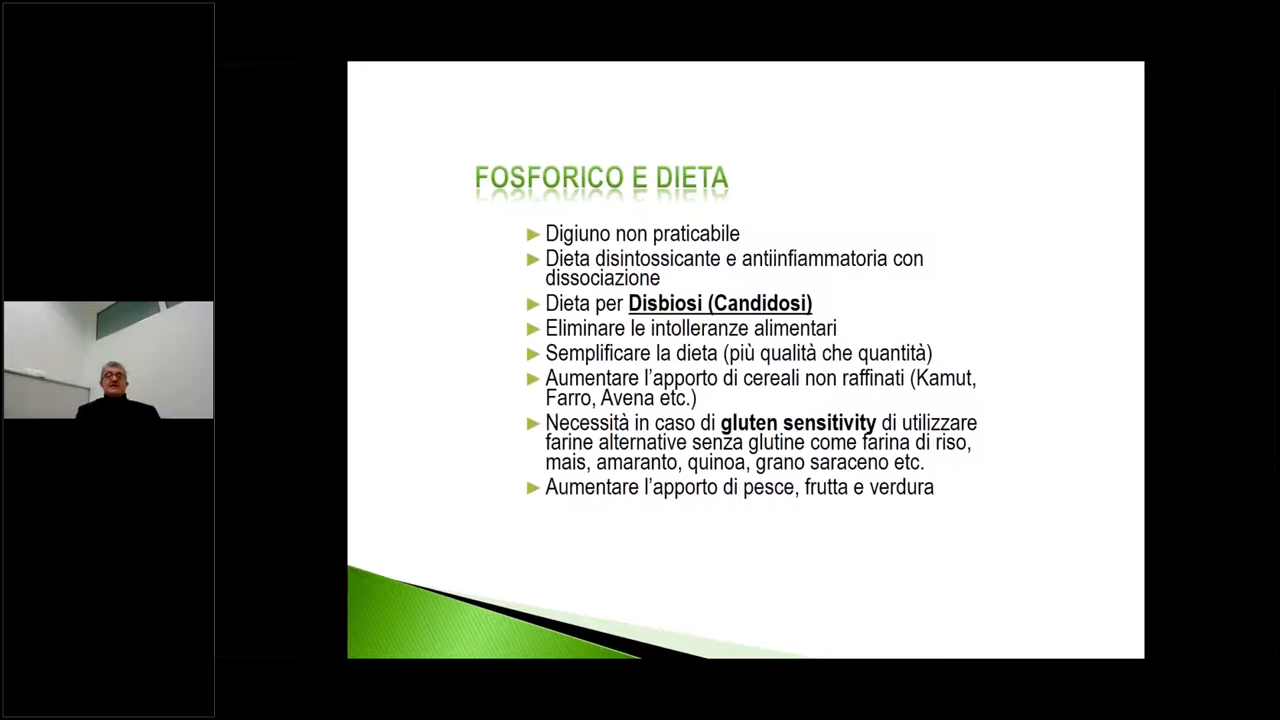 FOSFORICO E DIETA
Digiuno non praticabile
Dieta disintossicante e antiinfiammatoria con
dissociazione
Dieta per Disbiosi (Candidosi)
Eliminare le intolleranze alimentari
Semplificare la dieta (più qualità che quantità)
Aumentare l’apporto di cereali non raffinati (Kamut,
Farro, Avena etc.)
Necessità in caso di gluten sensitivity di utilizzare
farine alternative senza glutine come farina di riso,
mais, amaranto, quinoa, grano saraceno etc.
Aumentare l’apporto di pesce, frutta e verdura